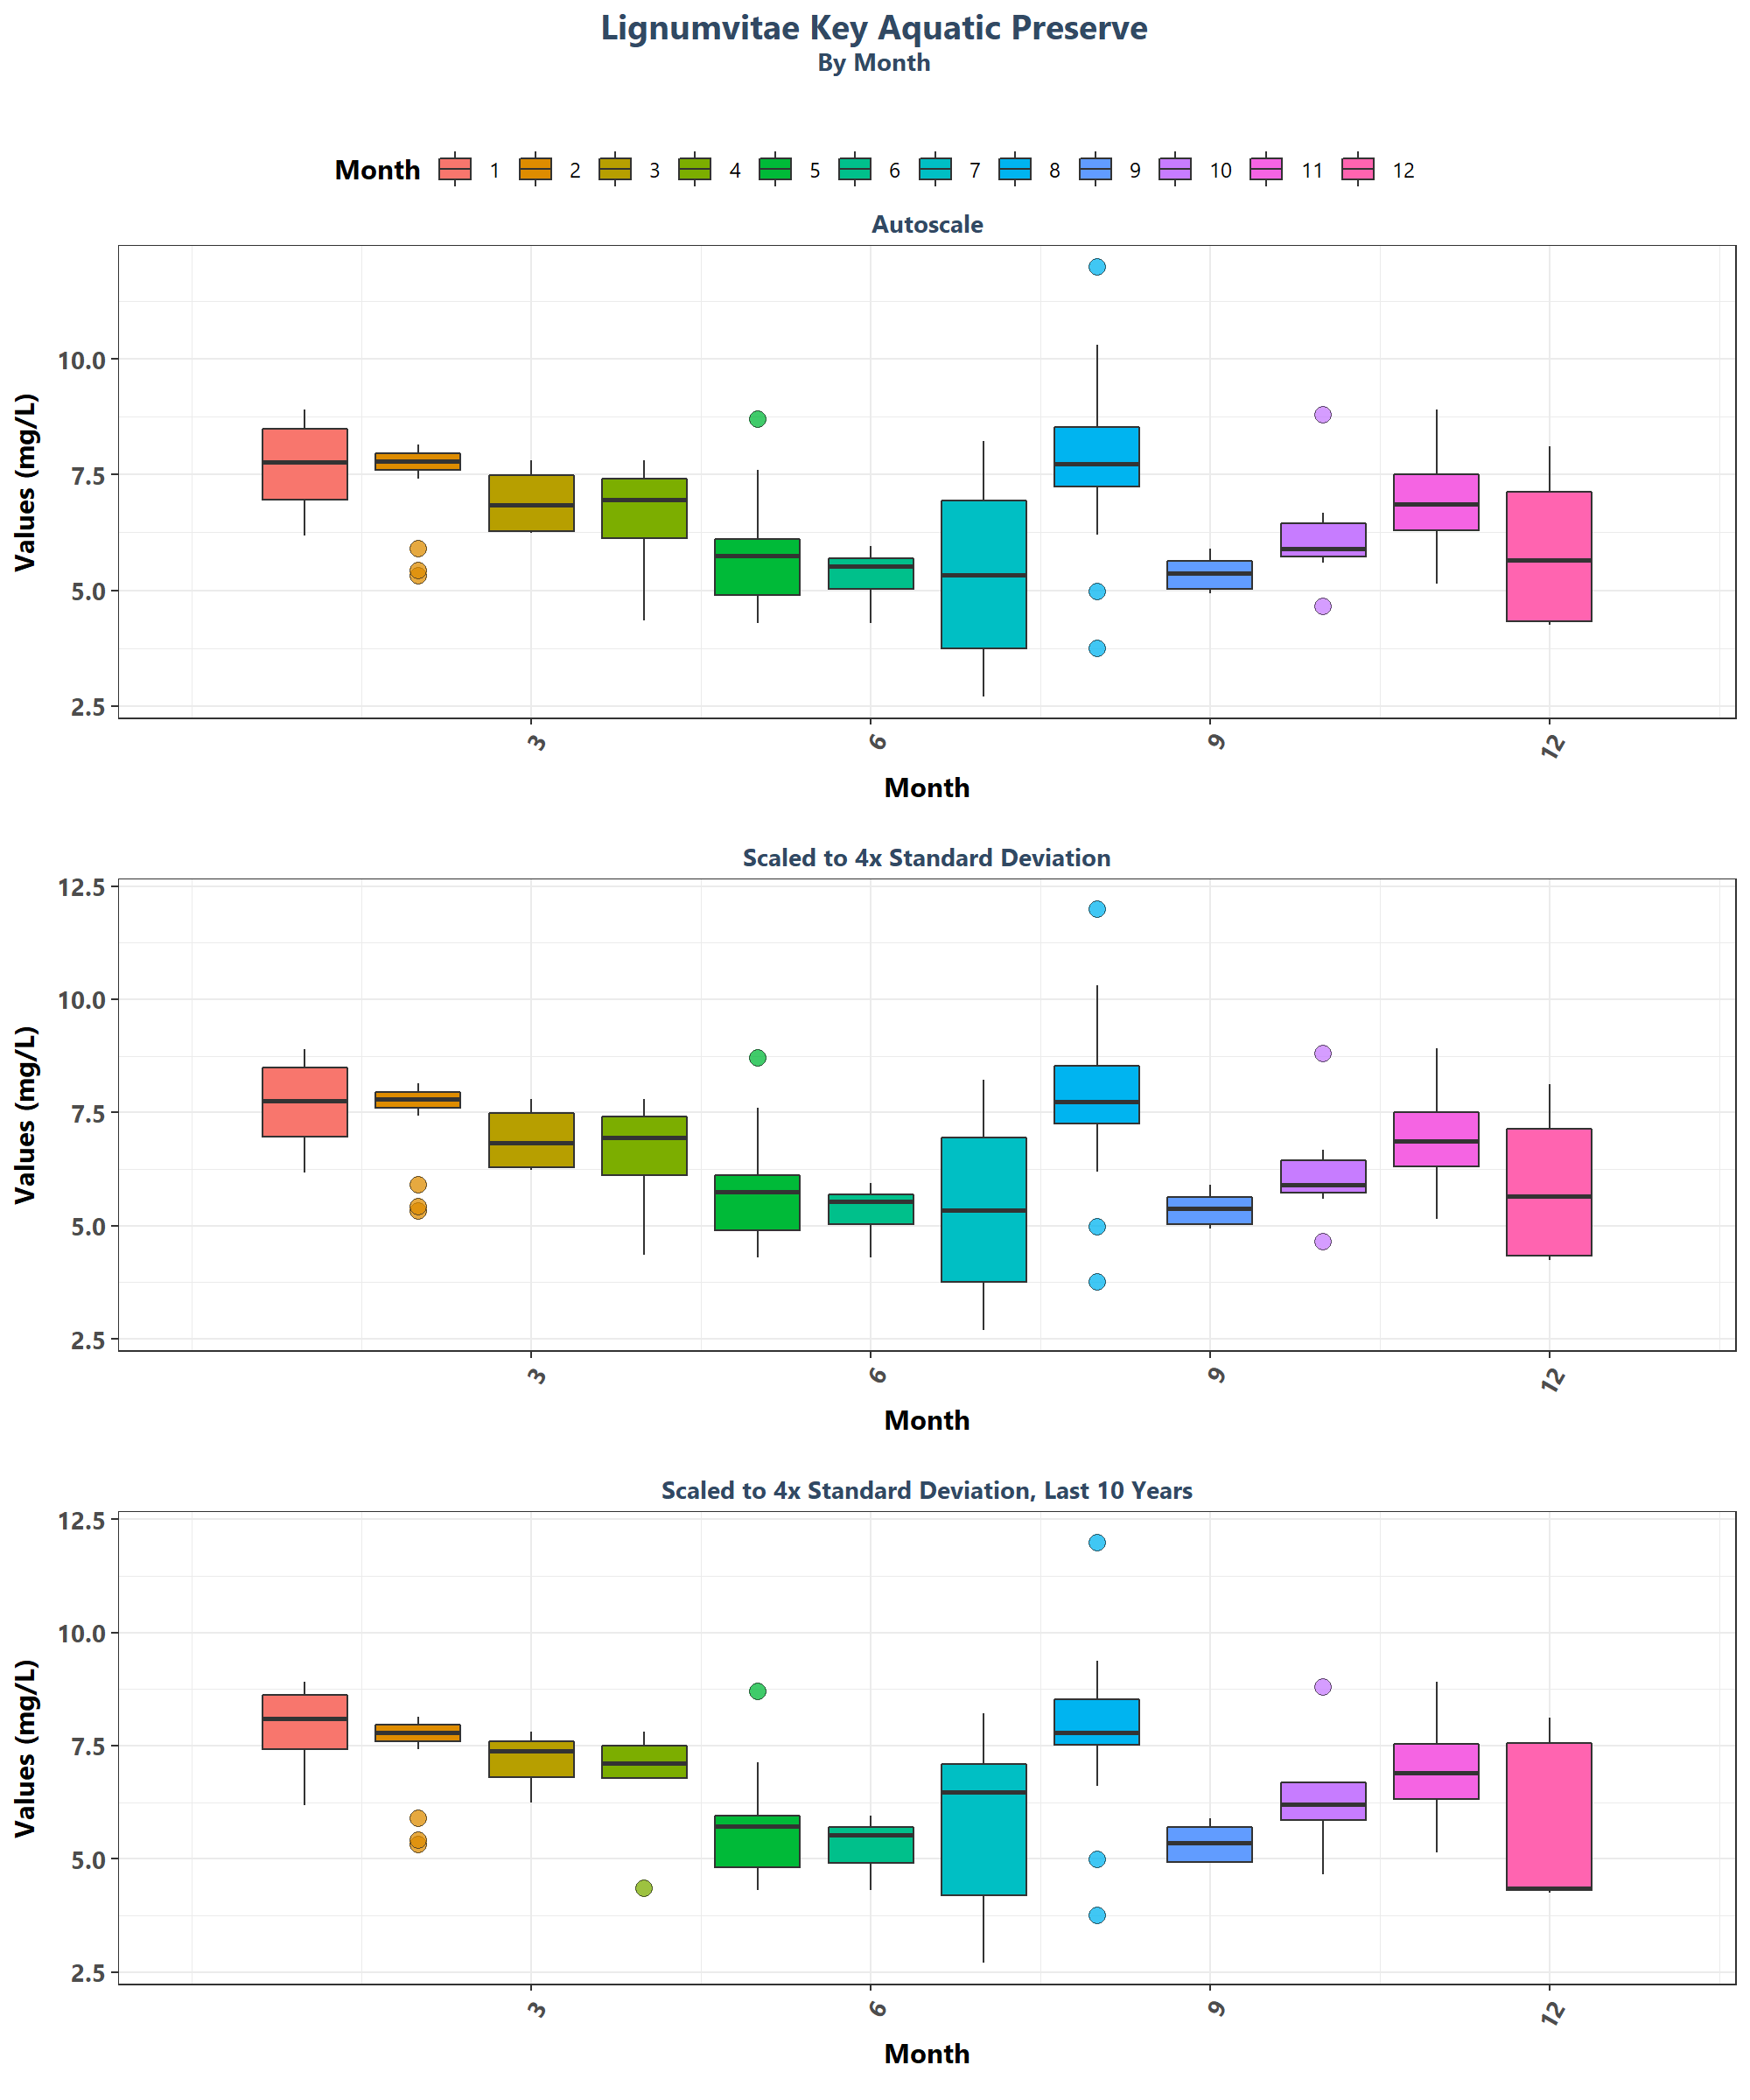 Lignumvitae Key Aquatic Preserve
By Month
Month 1 2 3 4 5 6 7 8 9 10 11 12
Autoscale
Values (mg/L)
10.0
7.5
5.0
2.5
3 6 9 12
Month
Scaled to 4x Standard Deviation
Values (mg/L)
12.5
10.0
7.5
5.0
2.5
3 6 9 12
Month
Scaled to 4x Standard Deviation, Last 10 Years
Values (mg/L)
12.5
10.0
7.5
5.0
2.5
3 6 9 12
Month